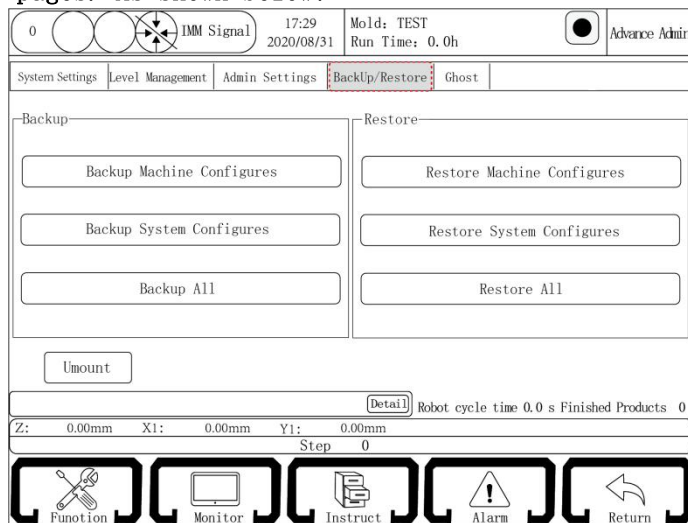 pages. As shown below:
0 IMM Signal 17:29 Mold: TEST Advance Admin
2020/08/31 Run Time: 0.0h
System Settings Level Management Admin Settings BackUp/Restore Ghost
Backup Restore
Backup Machine Configures Restore Machine Configures
Backup System Configures Restore System Configures
Backup All Restore All
Umount
Detail Robot cycle time 0.0 s Finished Products 0
Z: 0.00mm X1: 0.00mm Y1: 0.00mm
Step 0
Funotion Monitor Instruct Alarm Return